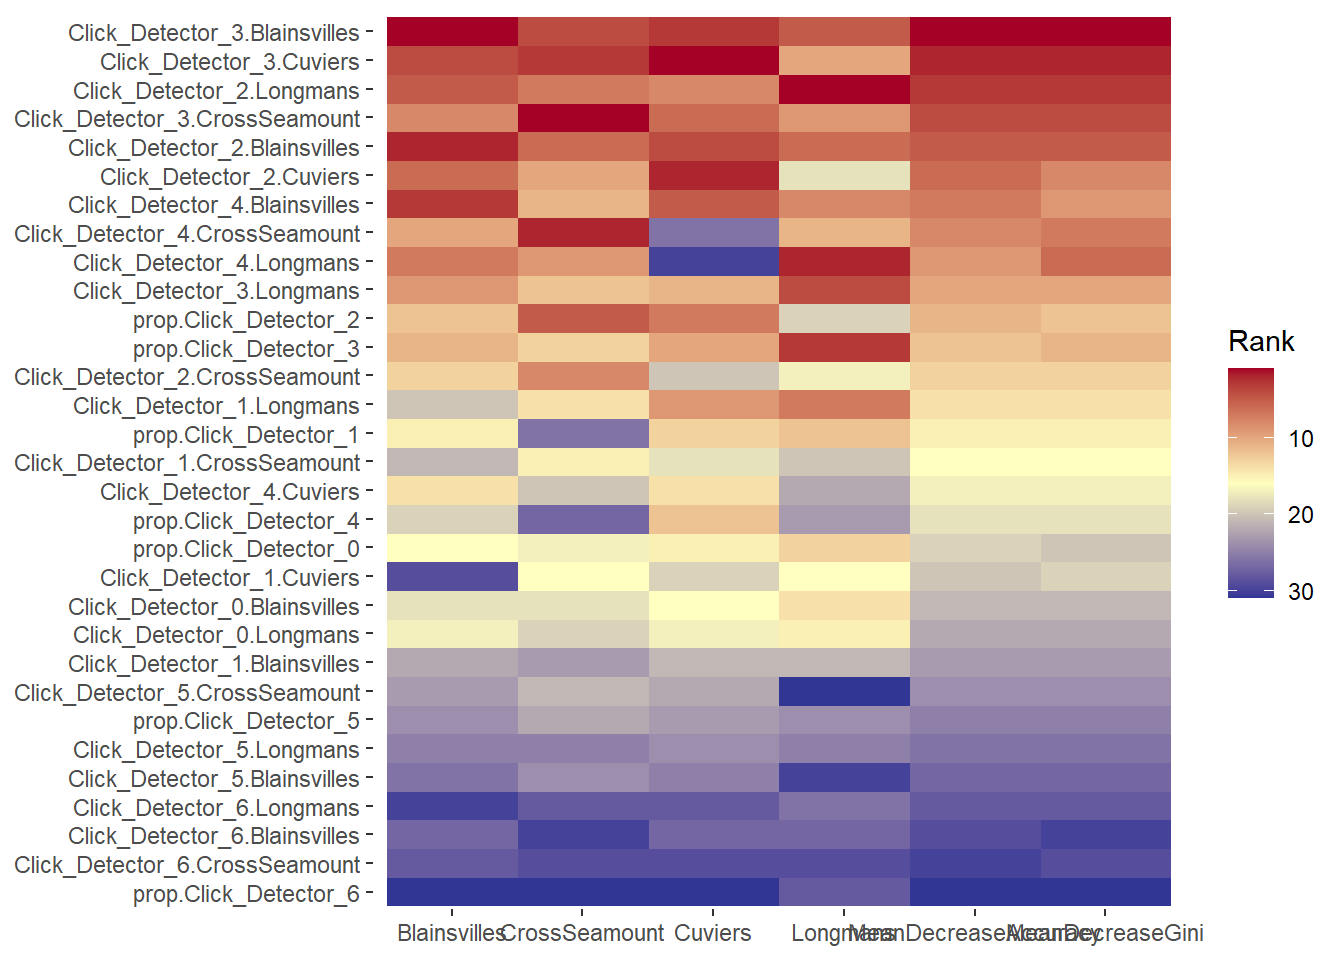 Click_Detector_3.Blainsvilles
Click_Detector_3.Cuviers
Click_Detector_2.Longmans
Click_Detector_3.CrossSeamount
Click_Detector_2.Blainsvilles
Click_Detector_2.Cuviers
Click_Detector_4.Blainsvilles
Click_Detector_4.CrossSeamount
Click_Detector_4.Longmans
Click_Detector_3.Longmans
prop.Click_Detector_2
prop.Click_Detector_3
Click_Detector_2.CrossSeamount
Click_Detector_1.Longmans
prop.Click_Detector_1
Click_Detector_1.CrossSeamount
Click_Detector_4.Cuviers
prop.Click_Detector_4
prop.Click_Detector_0
Click_Detector_1.Cuviers
Click_Detector_0.Blainsvilles
Click_Detector_0.Longmans
Click_Detector_1.Blainsvilles
Click_Detector_5.CrossSeamount
prop.Click_Detector_5
Click_Detector_5.Longmans
Click_Detector_5.Blainsvilles
Click_Detector_6.Longmans
Click_Detector_6.Blainsvilles
Click_Detector_6.CrossSeamount
prop.Click_Detector_6
Blainsvilles CrossSeamount Cuviers Longmans MeanDecreaseAccuracy MeanDecreaseGini
Rank
10
20
30